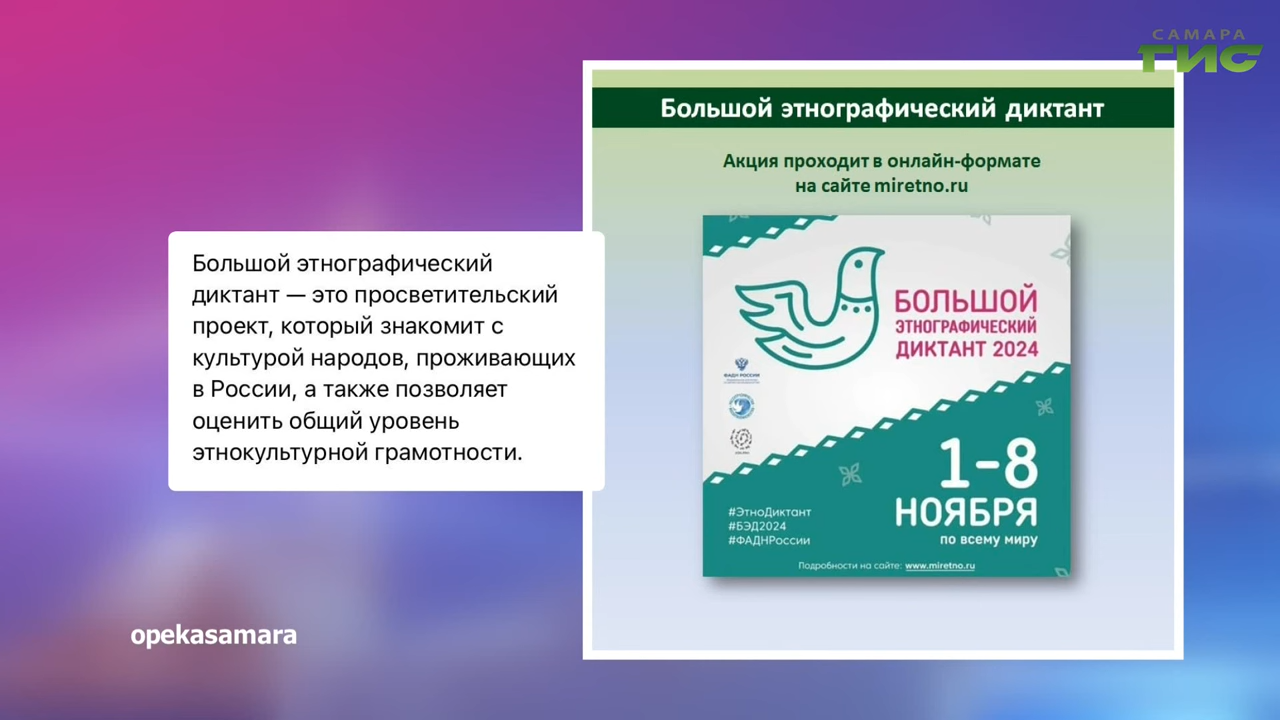 САМАРА
ГИС
Большой этнографический диктант
Акция проходит в онлайн-формате
на сайте miretno.ru
Большой этнографический
диктант — это просветительский
проект, который знакомит с
культурой народов, проживающих
в России, а также позволяет
оценить общий уровень
этнокультурной грамотности.
БОЛЬШОЙ
ЭТНОГРАФИЧЕСКИЙ
ДИКТАНТ 2024
ФАДН РОССИИ
1-8
НОЯБРЯ
по всему миру
#ЭтноДиктант
#БЭД2024
#ФАДНРоссии
Подробности на сайте: www.miretno.ru
opekasamara